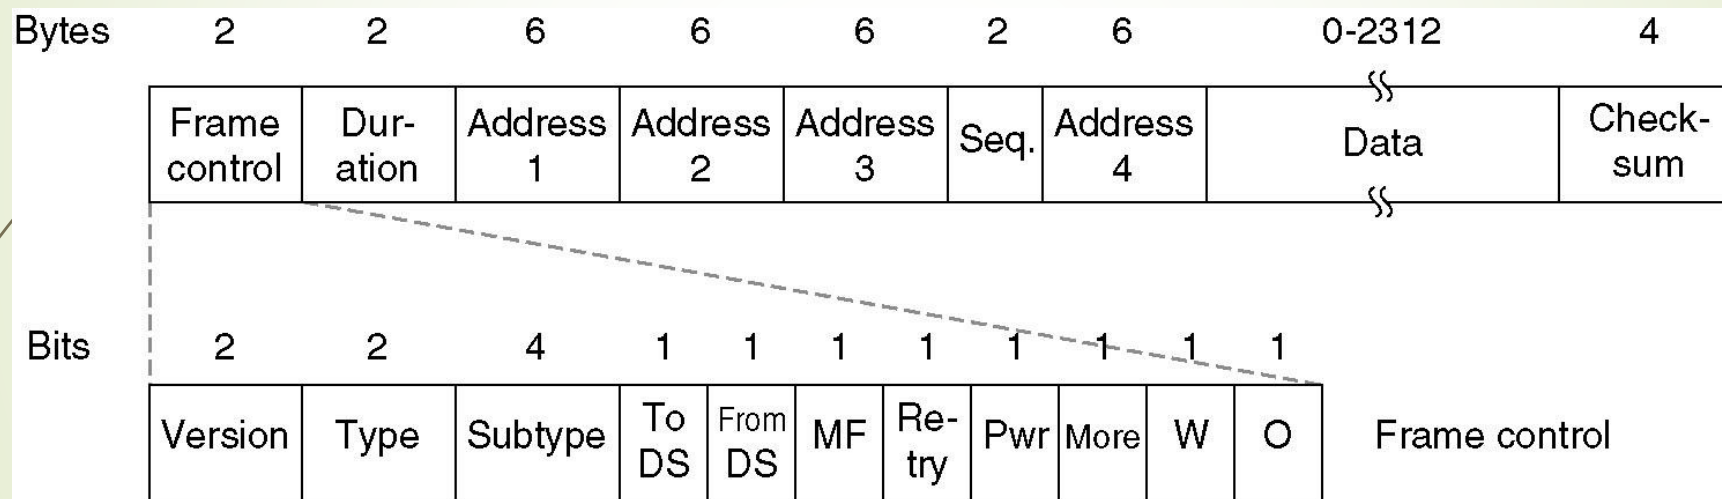 Bytes 2 2 6 6 6 2 6 0-2312 4
Frame Dur- Address Address Address Seq. Address Data Check-
control ation 1 2 3 4 sum
Bits 2 2 4 1 1 1 1 1 1 1 1
Version Type Subtype To From MF Re- Pwr More W O Frame control
DS DS try